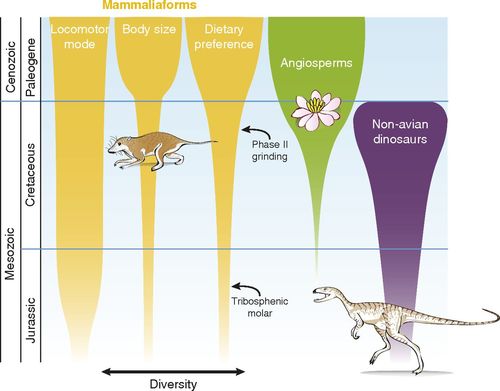 Mammaliaforms
Locomotor
mode
Body size
Dietary
preference
Angiosperms
Non-avian
dinosaurs
Phase II
grinding
Tribosphenic
molar
Cenozoic
Paleogene
Mesozoic
Cretaceous
Jurassic
Diversity